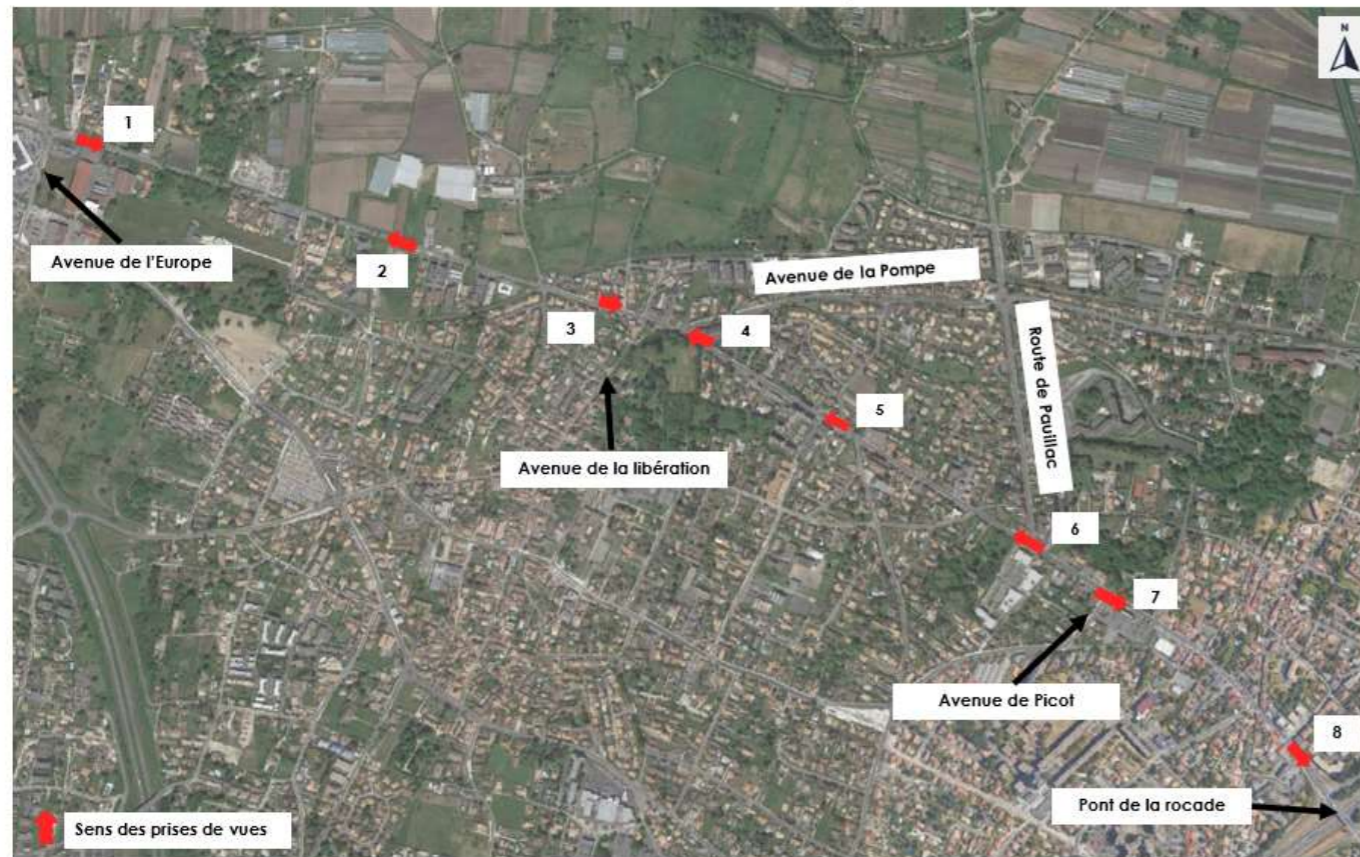 N
1
Avenue de l'Europe
2
Avenue de la Pompe
3
4
Route de Pauillac
5
Avenue de la libération
6
7
Avenue de Picot
8
Pont de la rocade
Sens des prises de vues